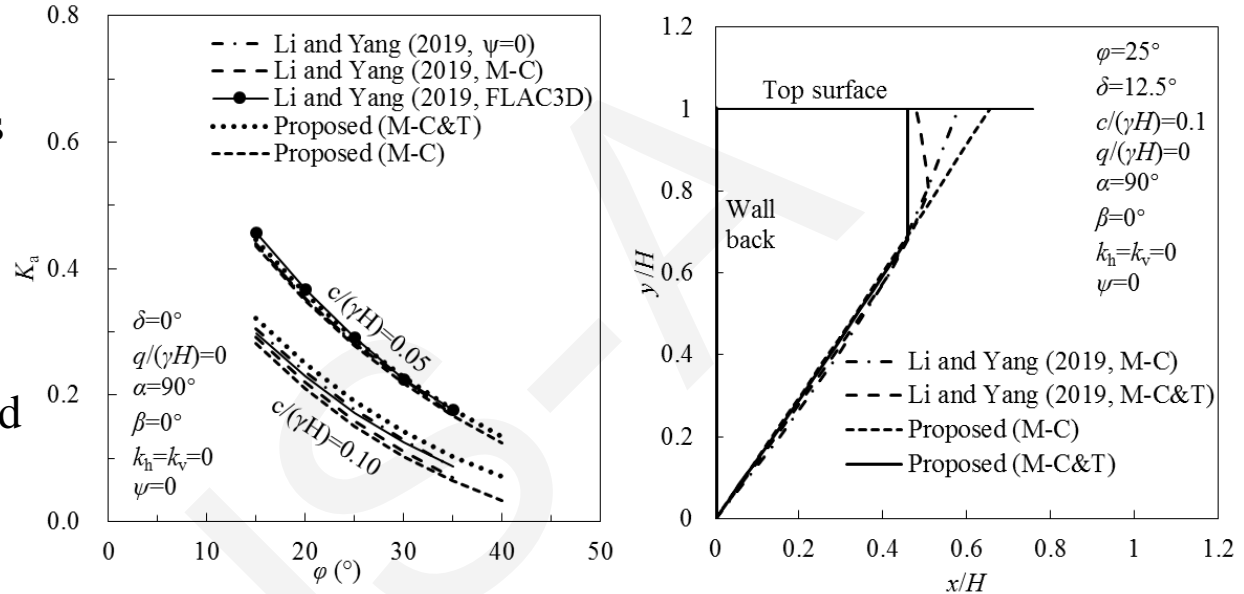 s
d
0.8
0.6
0.4
0.2
0.0
Ka
0
10
20
30
40
50
φ (°)
Li and Yang (2019, ψ=0)
Li and Yang (2019, M-C)
Li and Yang (2019, FLAC3D)
Proposed (M-C&T)
Proposed (M-C)
c/(γH)=0.05
c/(γH)=0.10
δ=0°
q/(γH)=0
α=90°
β=0°
kh=kv=0
ψ=0
1.2
1
0.8
0.6
0.4
0.2
0
y/H
0
0.2
0.4
0.6
0.8
1
1.2
x/H
Top surface
Wall
back
φ=25°
δ=12.5°
c/(γH)=0.1
q/(γH)=0
α=90°
β=0°
kh=kv=0
ψ=0
Li and Yang (2019, M-C)
Li and Yang (2019, M-C&T)
Proposed (M-C)
Proposed (M-C&T)
IS-A